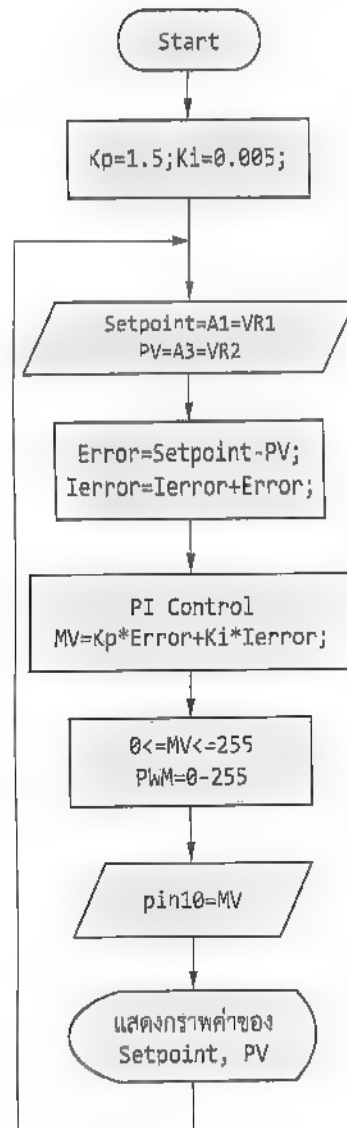 Start
Kp=1.5;Ki=0.005;
Setpoint=A1=VR1
PV=A3=VR2
Error=Setpoint-PV;
Ierror=Ierror+Error;
PI Control
MV=Kp*Error+Ki*Ierror;
0<=MV<=255
PWM=0-255
pin10=MV
แสดงกราฟค่าของ
Setpoint, PV